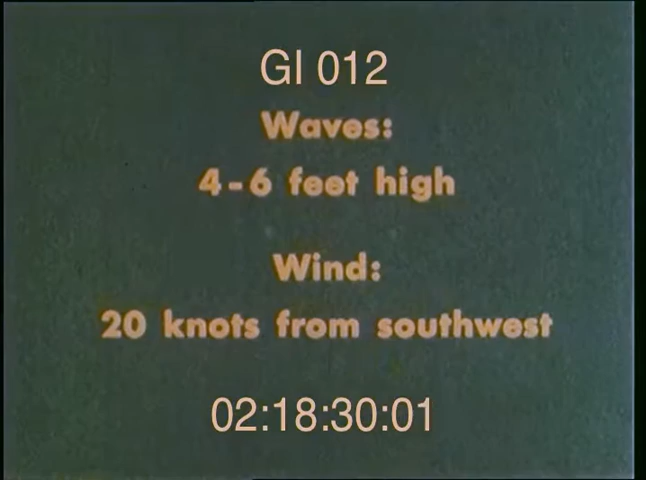 GI 012
Waves:
4-6 feet high
Wind:
20 knots from southwest
02:18:30:01